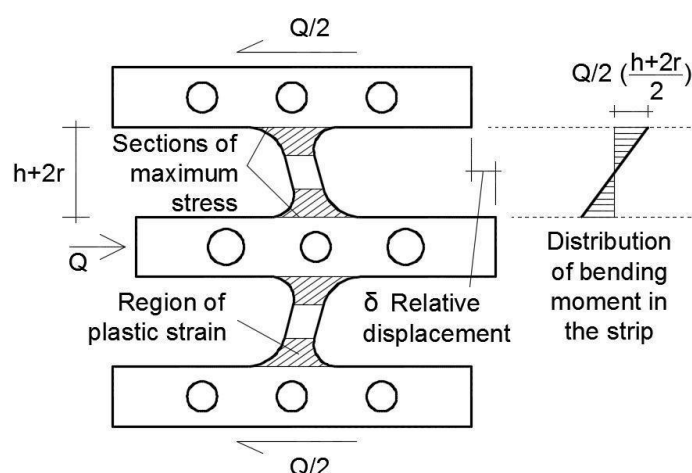 Q/2
Q/2 (h+2r/2)
Sections of
maximum
stress
h+2r
Q
Distribution
of bending
moment in
the strip
Region of
plastic strain
δ Relative
displacement
Q/2